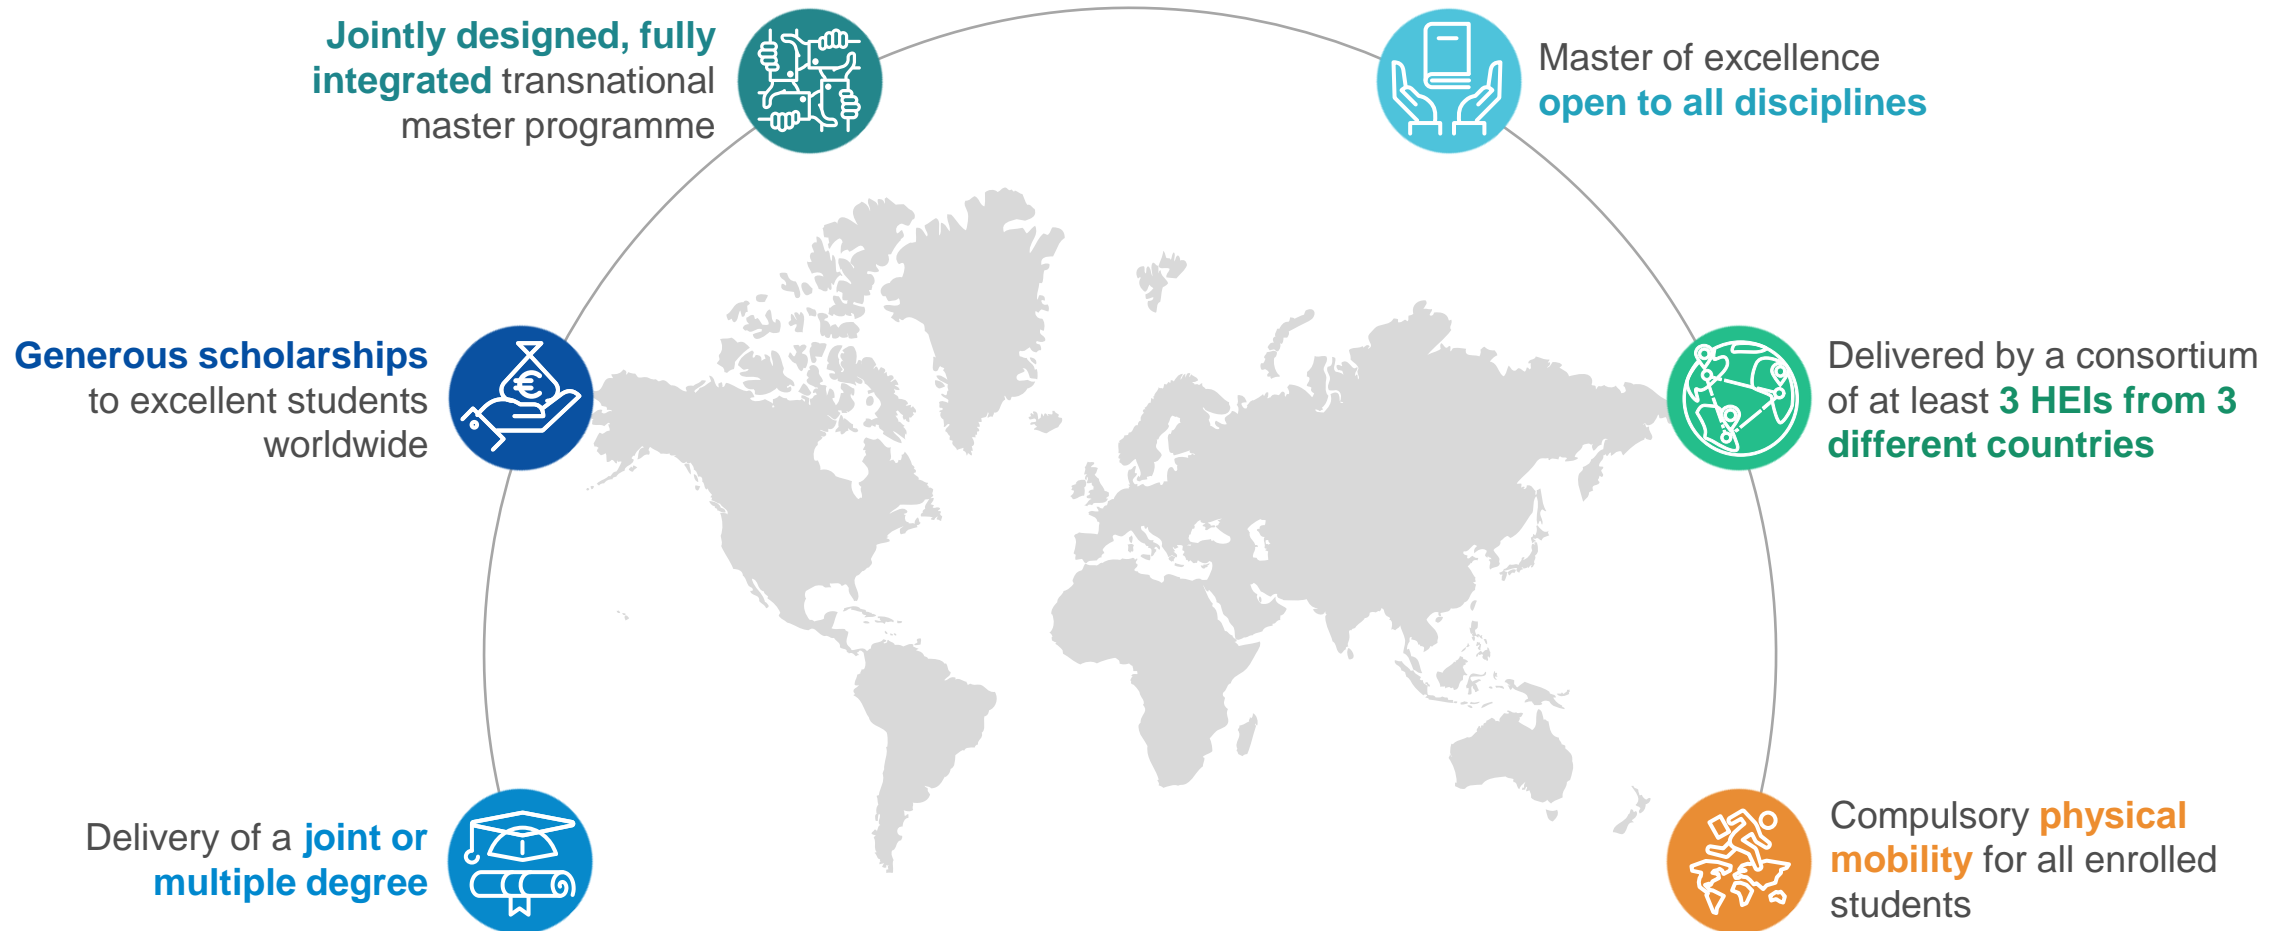 Jointly designed, fully
integrated transnational
master programme
Master of excellence
open to all disciplines
Generous scholarships
to excellent students
worldwide
Delivered by a consortium
of at least 3 HEIs from 3
different countries
Delivery of a joint or
multiple degree
Compulsory physical
mobility for all enrolled
students